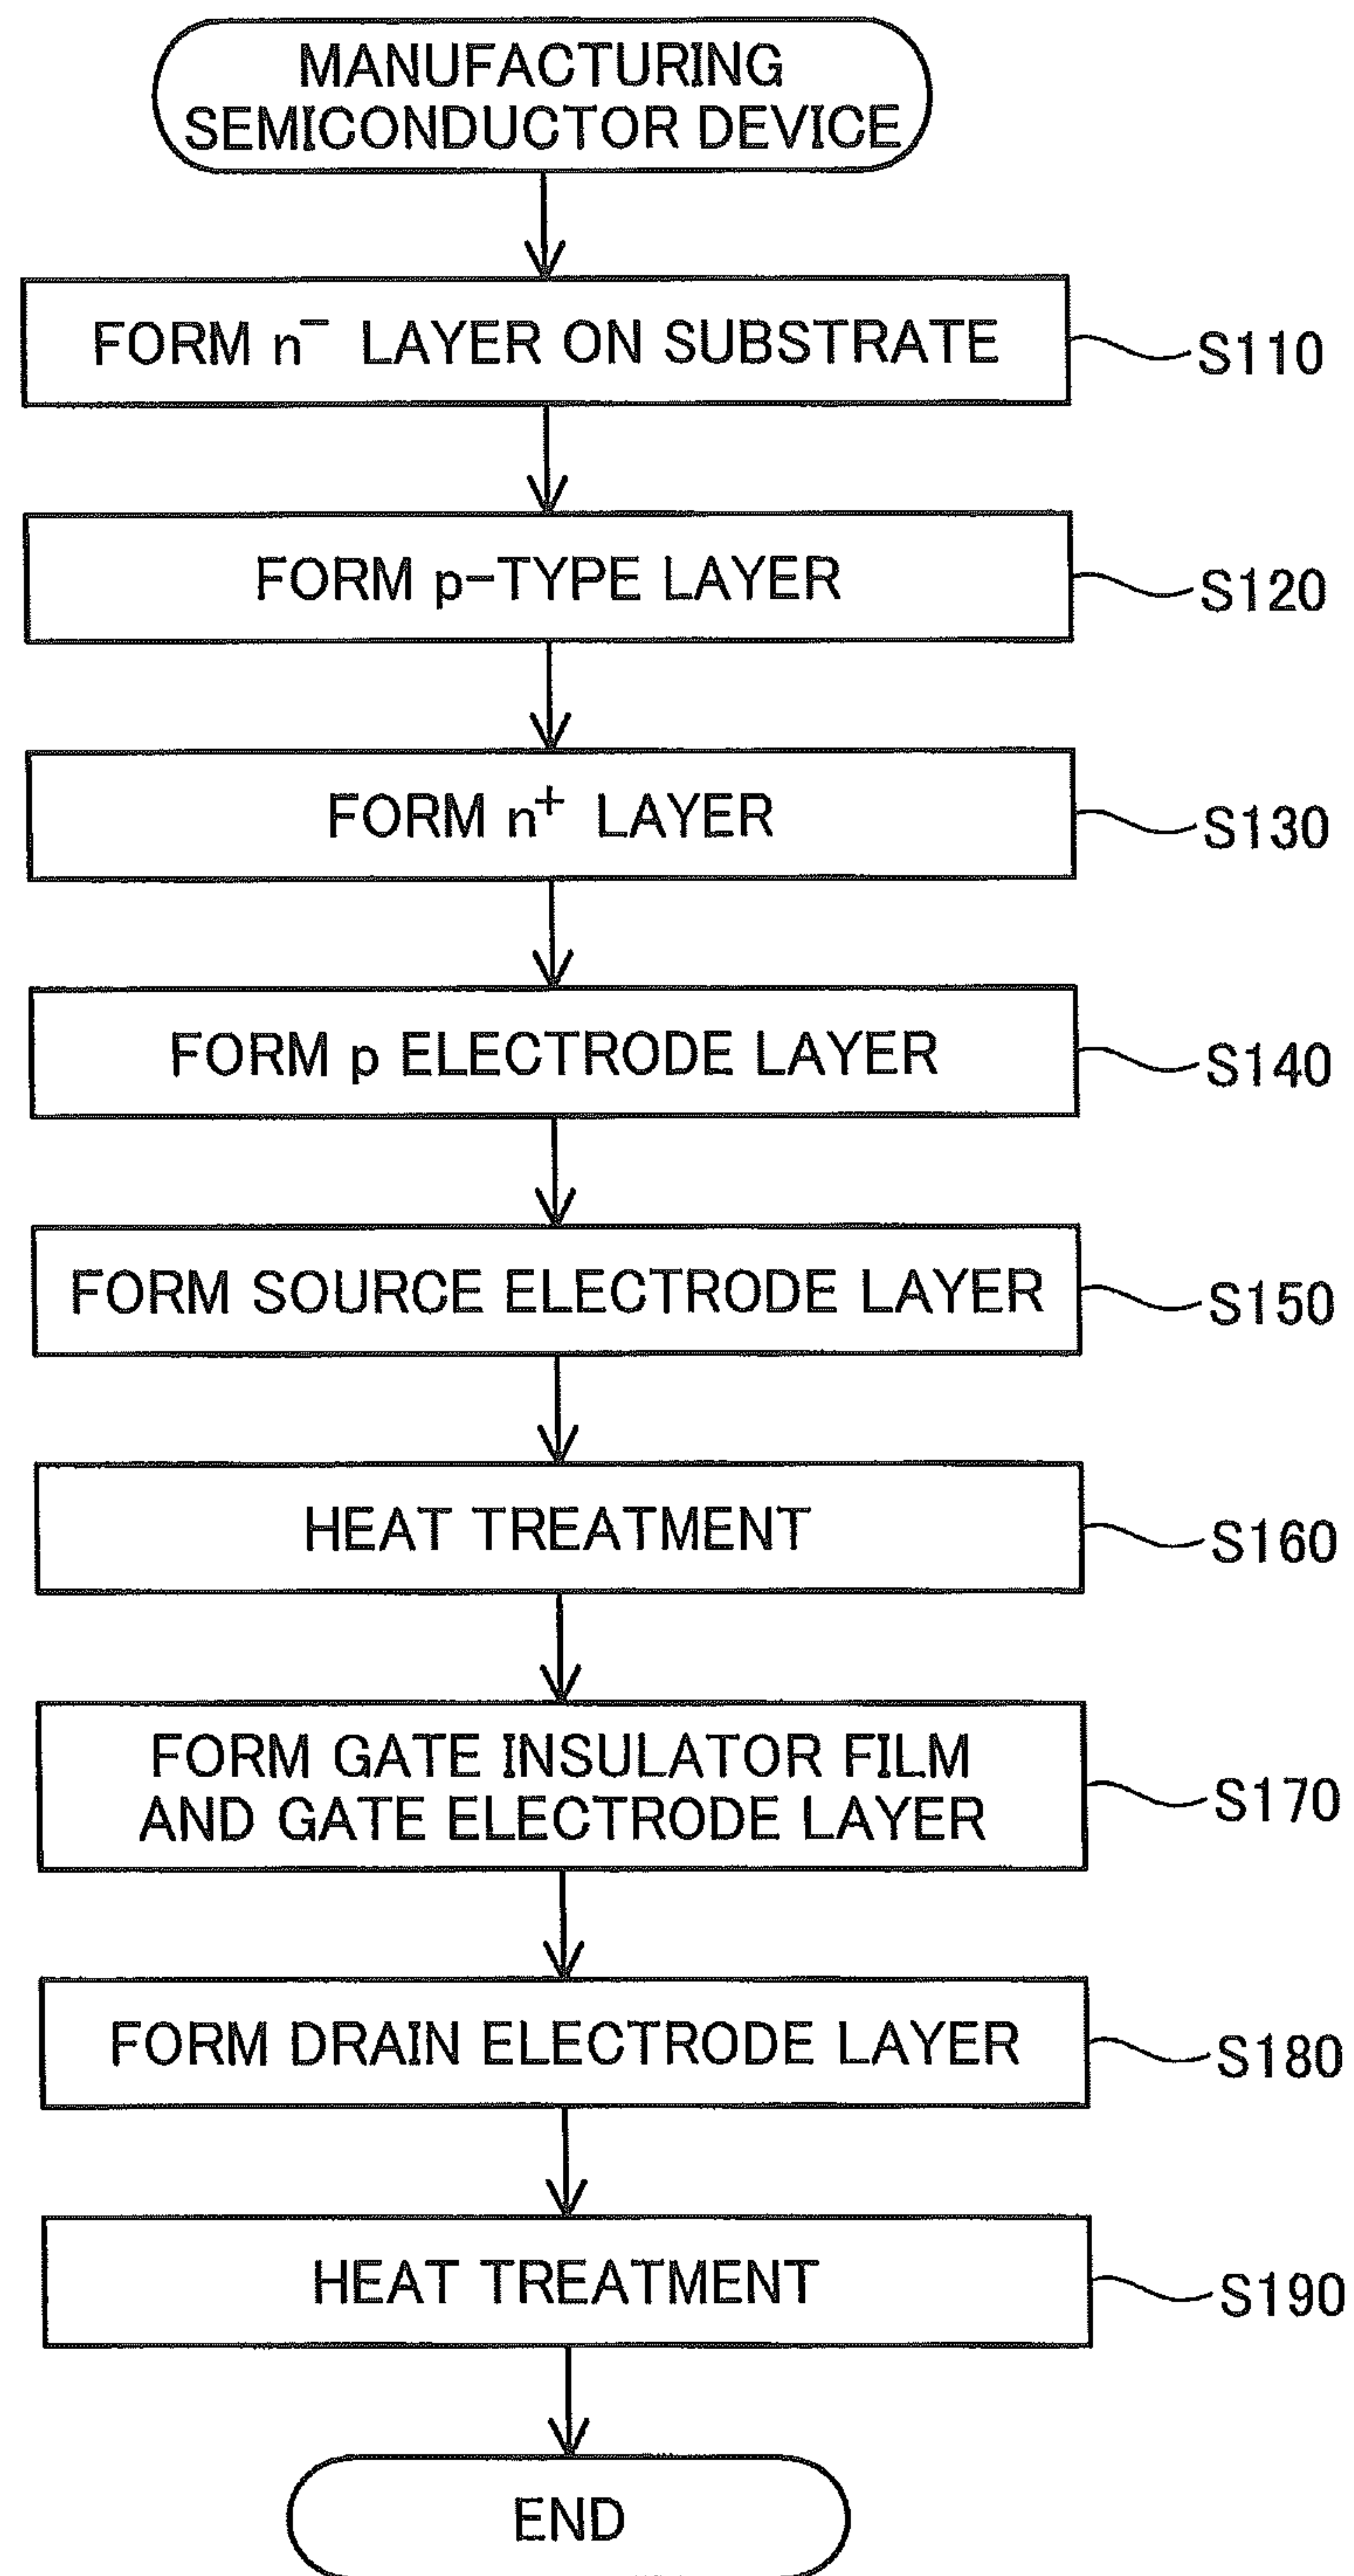 MANUFACTURING
SEMICONDUCTOR DEVICE
FORM n⁻ LAYER ON SUBSTRATE
S110
FORM p-TYPE LAYER
S120
FORM n⁺ LAYER
S130
FORM p ELECTRODE LAYER
S140
FORM SOURCE ELECTRODE LAYER
S150
HEAT TREATMENT
S160
FORM GATE INSULATOR FILM
AND GATE ELECTRODE LAYER
S170
FORM DRAIN ELECTRODE LAYER
S180
HEAT TREATMENT
S190
END